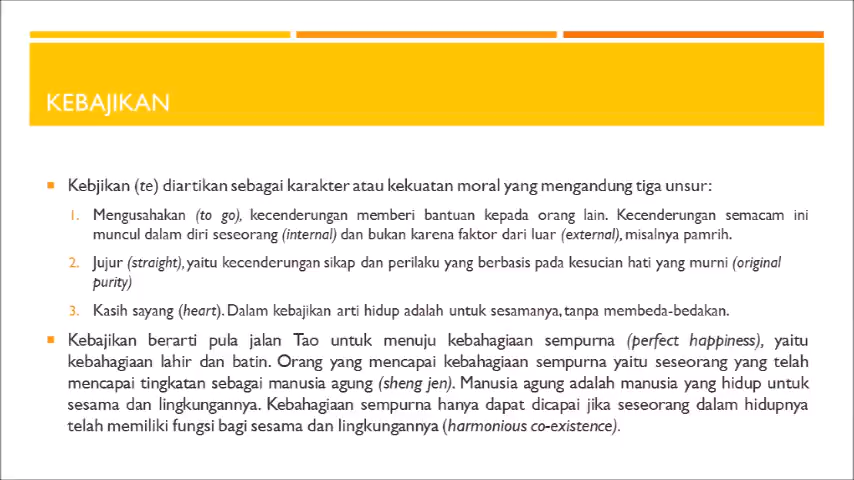 KEBAJIKAN
Kebjikan (te) diartikan sebagai karakter atau kekuatan moral yang mengandung tiga unsur:
1. Mengusahakan (to go), kecenderungan memberi bantuan kepada orang lain. Kecenderungan semacam ini
muncul dalam diri seseorang (internal) dan bukan karena faktor dari luar (external), misalnya pamrih.
2. Jujur (straight), yaitu kecenderungan sikap dan perilaku yang berbasis pada kesucian hati yang murni (original
purity)
3. Kasih sayang (heart). Dalam kebajikan arti hidup adalah untuk sesamanya, tanpa membeda-bedakan.
Kebajikan berarti pula jalan Tao untuk menuju kebahagiaan sempurna (perfect happiness), yaitu
kebahagiaan lahir dan batin. Orang yang mencapai kebahagiaan sempurna yaitu seseorang yang telah
mencapai tingkatan sebagai manusia agung (sheng jen). Manusia agung adalah manusia yang hidup untuk
sesama dan lingkungannya. Kebahagiaan sempurna hanya dapat dicapai jika seseorang dalam hidupnya
telah memiliki fungsi bagi sesama dan lingkungannya (harmonious co-existence).